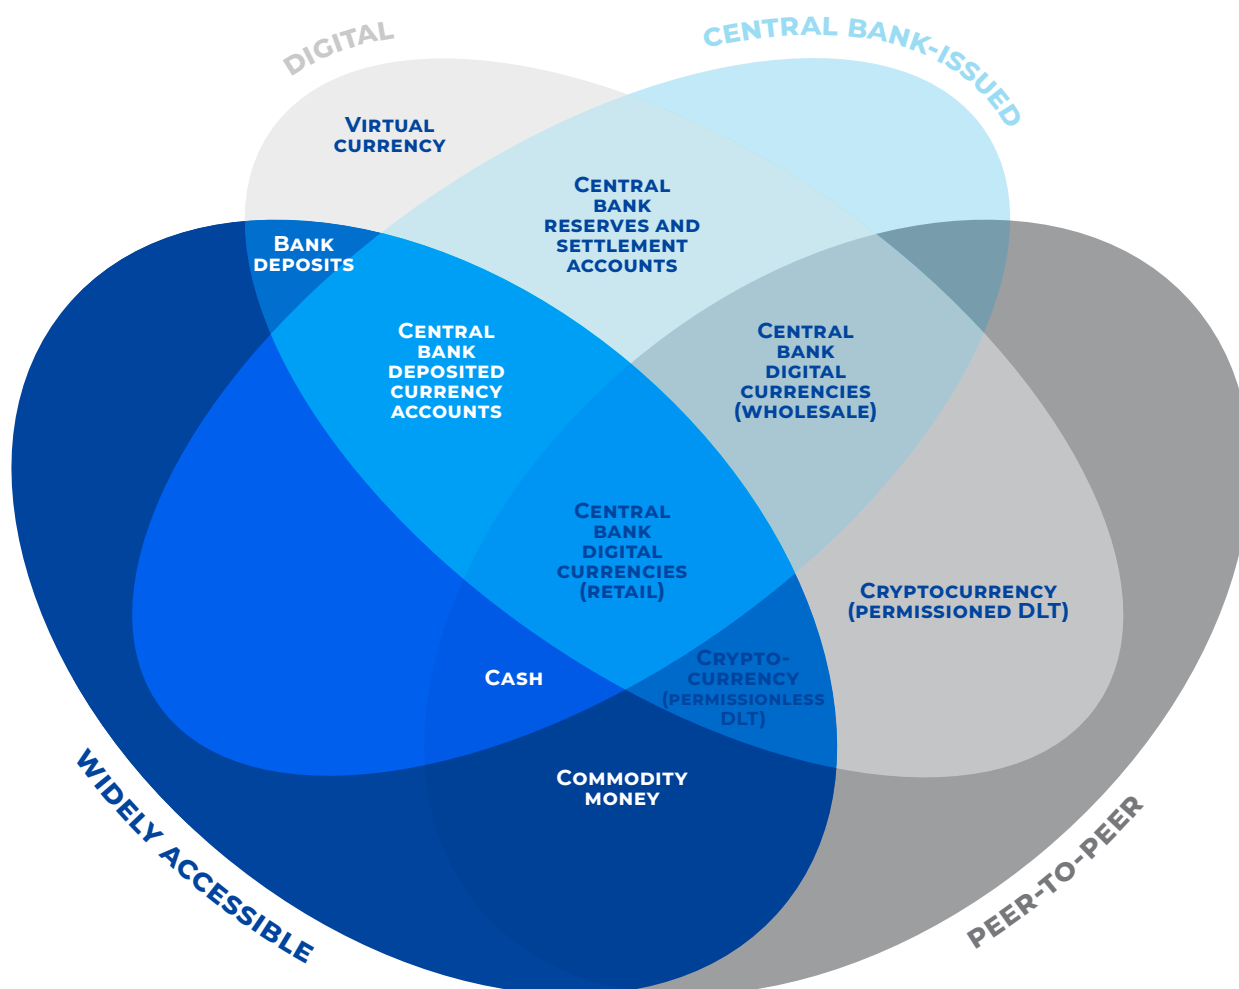 DIGITAL
CENTRAL BANK-ISSUED
VIRTUAL
CURRENCY
CENTRAL
BANK
RESERVES AND
SETTLEMENT
ACCOUNTS
BANK
DEPOSITS
CENTRAL
BANK
DEPOSITED
CURRENCY
ACCOUNTS
CENTRAL
BANK
DIGITAL
CURRENCIES
(WHOLESALE)
CENTRAL
BANK
DIGITAL
CURRENCIES
(RETAIL)
CRYPTOCURRENCY
(PERMISSIONED DLT)
CRYPTO-
CURRENCY
(PERMISSIONLESS
DLT)
CASH
COMMODITY
MONEY
WIDELY ACCESSIBLE
PEER-TO-PEER